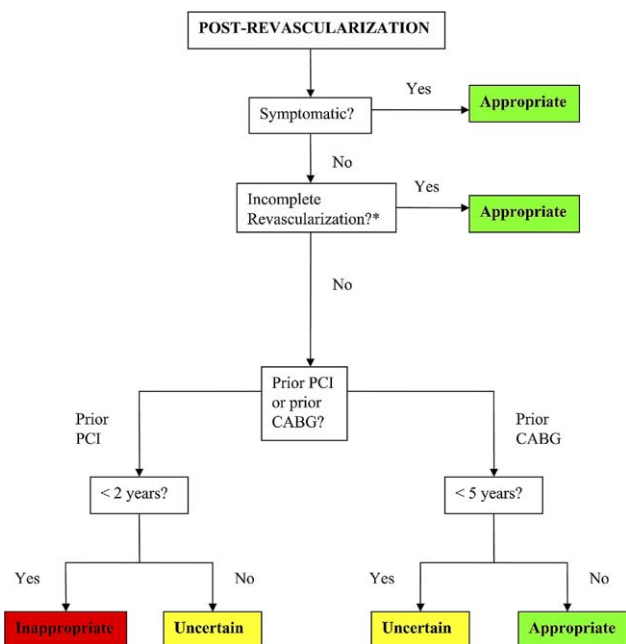 POST-REVASCULARIZATION
Yes
Appropriate
Symptomatic?
No
Yes
Incomplete
Revascularization?*
Appropriate
No
Prior PCI
or prior
CABG?
Prior
PCI
Prior
CABG
< 2 years?
< 5 years?
Yes
No
Yes
No
Inappropriate
Uncertain
Uncertain
Appropriate